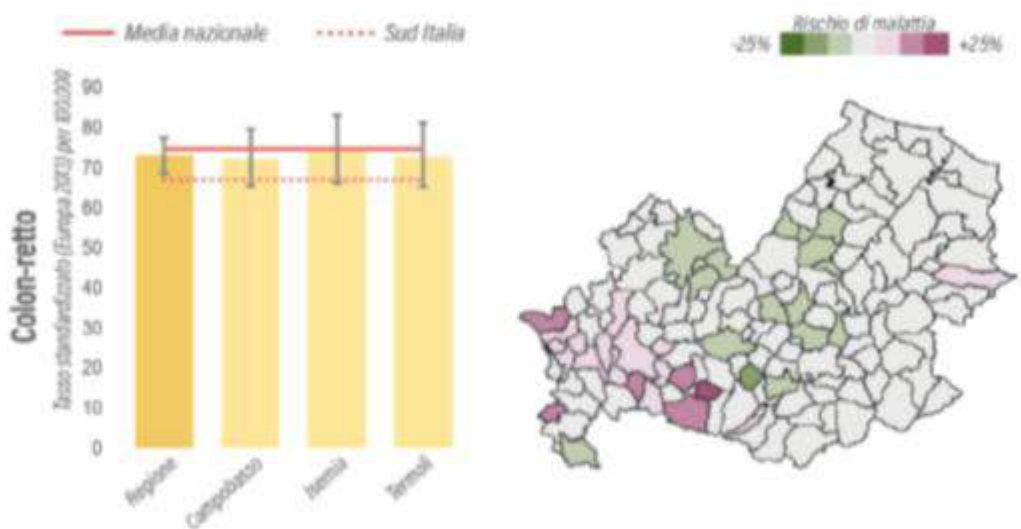 Media nazionale
Sud Italia
Rischio di malattia
-25%
+25%
Colon-retto
Tasso standardizzato (Europa 2013) per 100.000
90
80
70
60
50
40
30
20
10
0
Regione
Campobasso
Isernia
Termoli